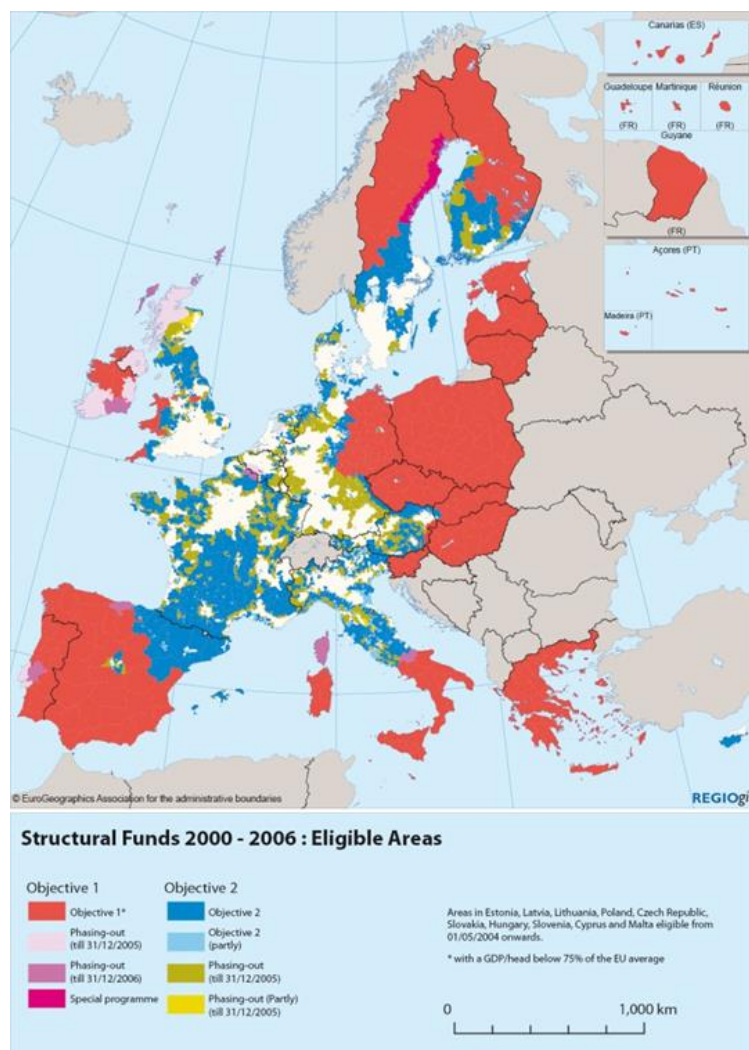 Canarias (ES)
Guadeloupe Martinique Réunion
(FR) (FR) (FR)
Guyane
(FR)
Açores (PT)
Madeira (PT)
© EuroGeographics Association for the administrative boundaries
REGIOgi
Structural Funds 2000 - 2006 : Eligible Areas
Objective 1
Objective 1*
Phasing-out
(till 31/12/2005)
Phasing-out
(till 31/12/2006)
Special programme
Objective 2
Objective 2
Objective 2
(partly)
Phasing-out
(till 31/12/2005)
Phasing-out (Partly)
(till 31/12/2005)
Areas in Estonia, Latvia, Lithuania, Poland, Czech Republic,
Slovakia, Hungary, Slovenia, Cyprus and Malta eligible from
01/05/2004 onwards.
* with a GDP/head below 75% of the EU average
0 1,000 km